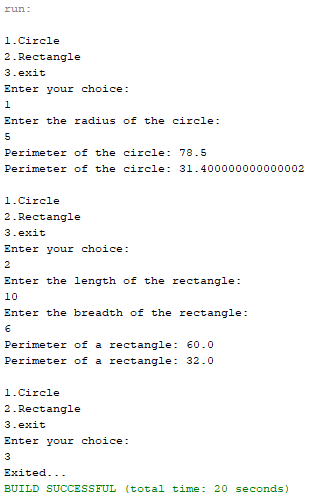 run:
1.Circle
2.Rectangle
3.exit
Enter your choice:
1
Enter the radius of the circle:
5
Perimeter of the circle: 78.5
Perimeter of the circle: 31.400000000000002
1.Circle
2.Rectangle
3.exit
Enter your choice:
2
Enter the length of the rectangle:
10
Enter the breadth of the rectangle:
6
Perimeter of a rectangle: 60.0
Perimeter of a rectangle: 32.0
1.Circle
2.Rectangle
3.exit
Enter your choice:
3
Exited...
BUILD SUCCESSFUL (total time: 20 seconds)